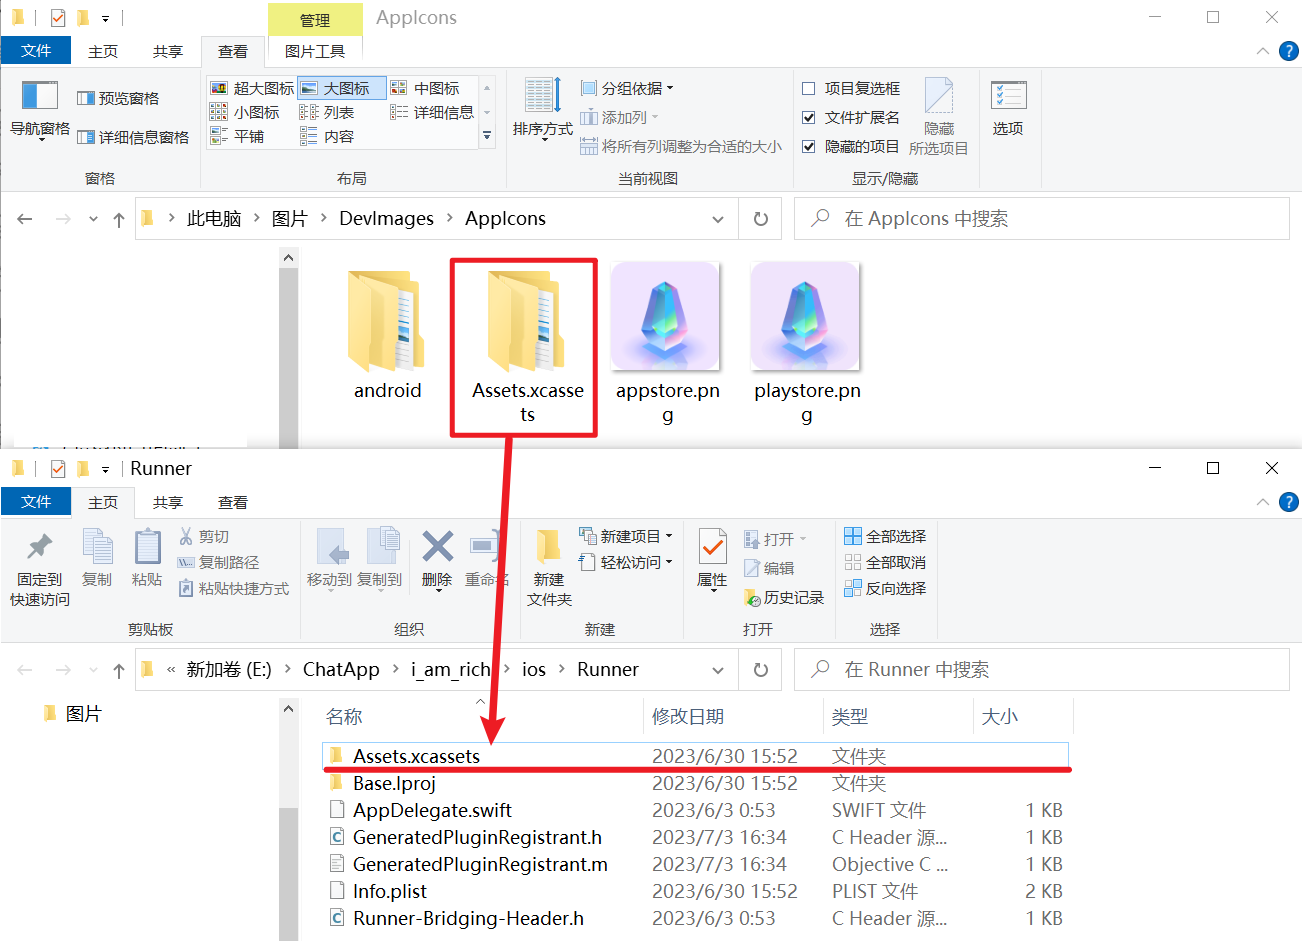 管理
AppIcons
文件
主页
共享
查看
图片工具
导航窗格
预览窗格
详细信息窗格
窗格
超大图标
大图标
中图标
小图标
列表
详细信息
平铺
内容
布局
排序方式
分组依据
添加列
将所有列调整为合适的大小
当前视图
项目复选框
文件扩展名
隐藏的项目
隐藏
所选项目
显示/隐藏
选项
此电脑
图片
DevImages
AppIcons
在 AppIcons 中搜索
android
Assets.xcasse
ts
appstore.pn
g
playstore.pn
g
Runner
文件
主页
共享
查看
固定到
快速访问
复制
粘贴
剪切
复制路径
粘贴快捷方式
剪贴板
移动到
复制到
删除
组织
新建
文件夹
新建项目
轻松访问
新建
属性
打开
编辑
历史记录
打开
全部选择
全部取消
反向选择
选择
« 新加卷 (E:)
ChatApp
i_am_rich
ios
Runner
在 Runner 中搜索
图片
名称
修改日期
类型
大小
Assets.xcassets 2023/6/30 15:52 文件夹
Base.lproj 2023/6/30 15:52 文件夹
AppDelegate.swift 2023/6/3 0:53 SWIFT 文件 1 KB
GeneratedPluginRegistrant.h 2023/7/3 16:34 C Header 源... 1 KB
GeneratedPluginRegistrant.m 2023/7/3 16:34 Objective C ... 1 KB
Info.plist 2023/6/30 15:52 PLIST 文件 2 KB
Runner-Bridging-Header.h 2023/6/3 0:53 C Header 源... 1 KB